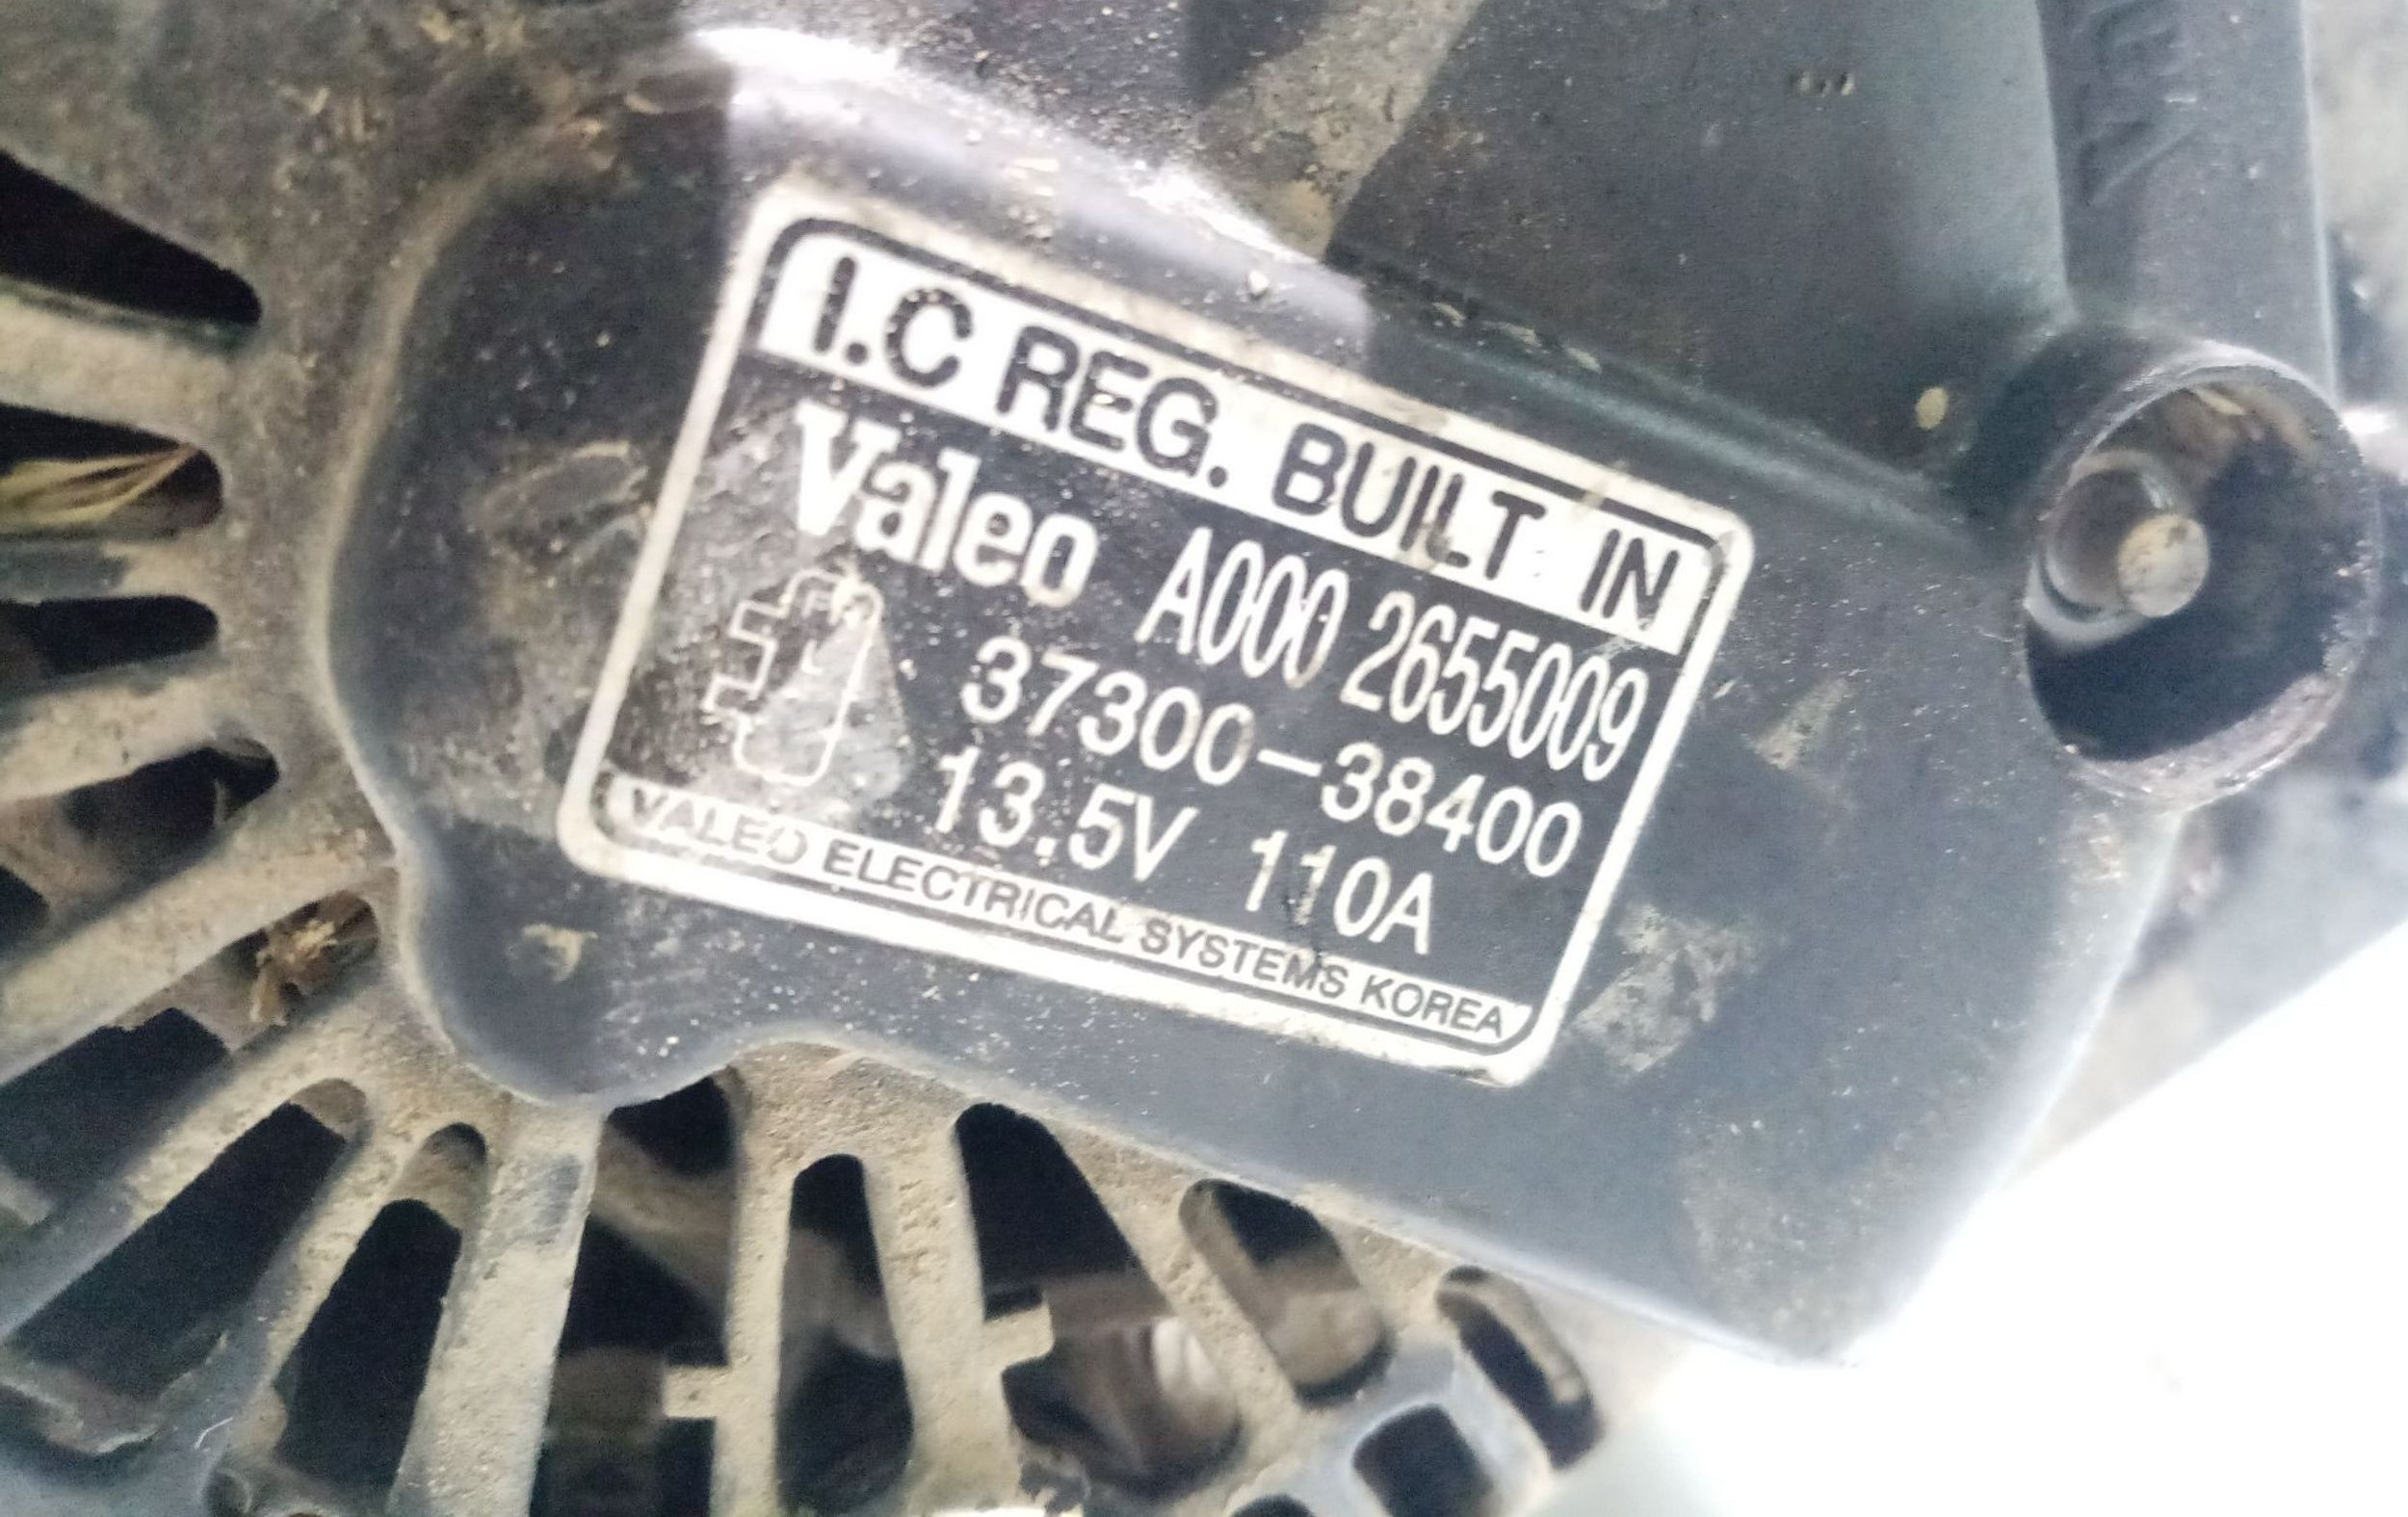 I.C REG. BUILT IN
Valeo A000 2655009
37300-38400
13.5V 110A
VALEO ELECTRICAL SYSTEMS KOREA